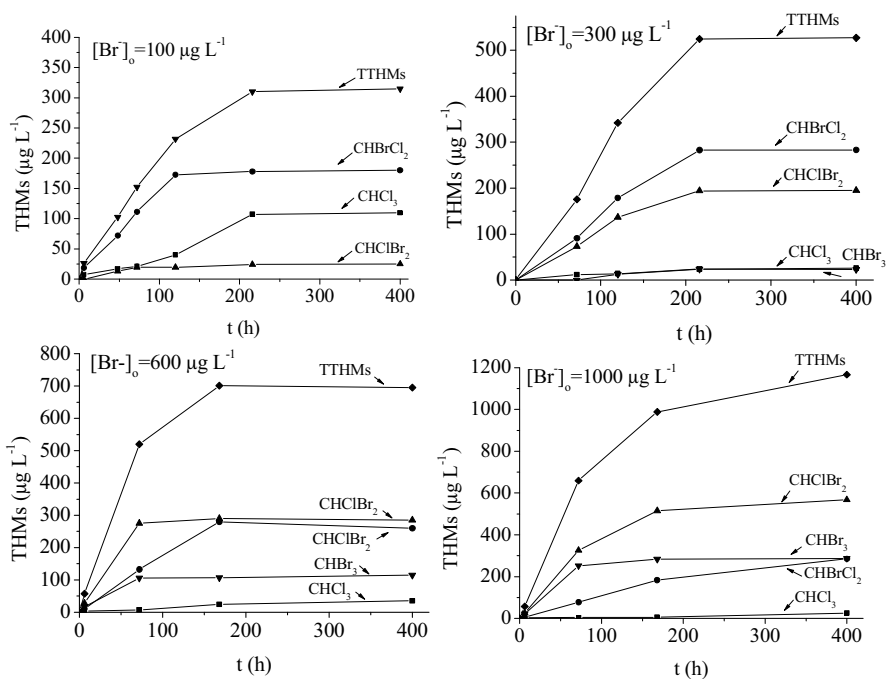 [Br⁻]ₒ=100 µg L⁻¹
400
350
300
250
200
150
100
50
0
THMs (µg L⁻¹)
TTHMs
CHBrCl₂
CHCl₃
CHClBr₂
0 100 200 300 400
t (h)
[Br⁻]ₒ=300 µg L⁻¹
500
400
300
200
100
0
THMs (µg L⁻¹)
TTHMs
CHBrCl₂
CHClBr₂
CHCl₃ CHBr₃
0 100 200 300 400
t (h)
[Br-]ₒ=600 µg L⁻¹
800
700
600
500
400
300
200
100
0
THMs (µg L⁻¹)
TTHMs
CHClBr₂
CHClBr₂
CHBr₃
CHCl₃
0 100 200 300 400
t (h)
[Br⁻]ₒ=1000 µg L⁻¹
1200
1000
800
600
400
200
0
THMs (µg L⁻¹)
TTHMs
CHClBr₂
CHBr₃
CHBrCl₂
CHCl₃
0 100 200 300 400
t (h)